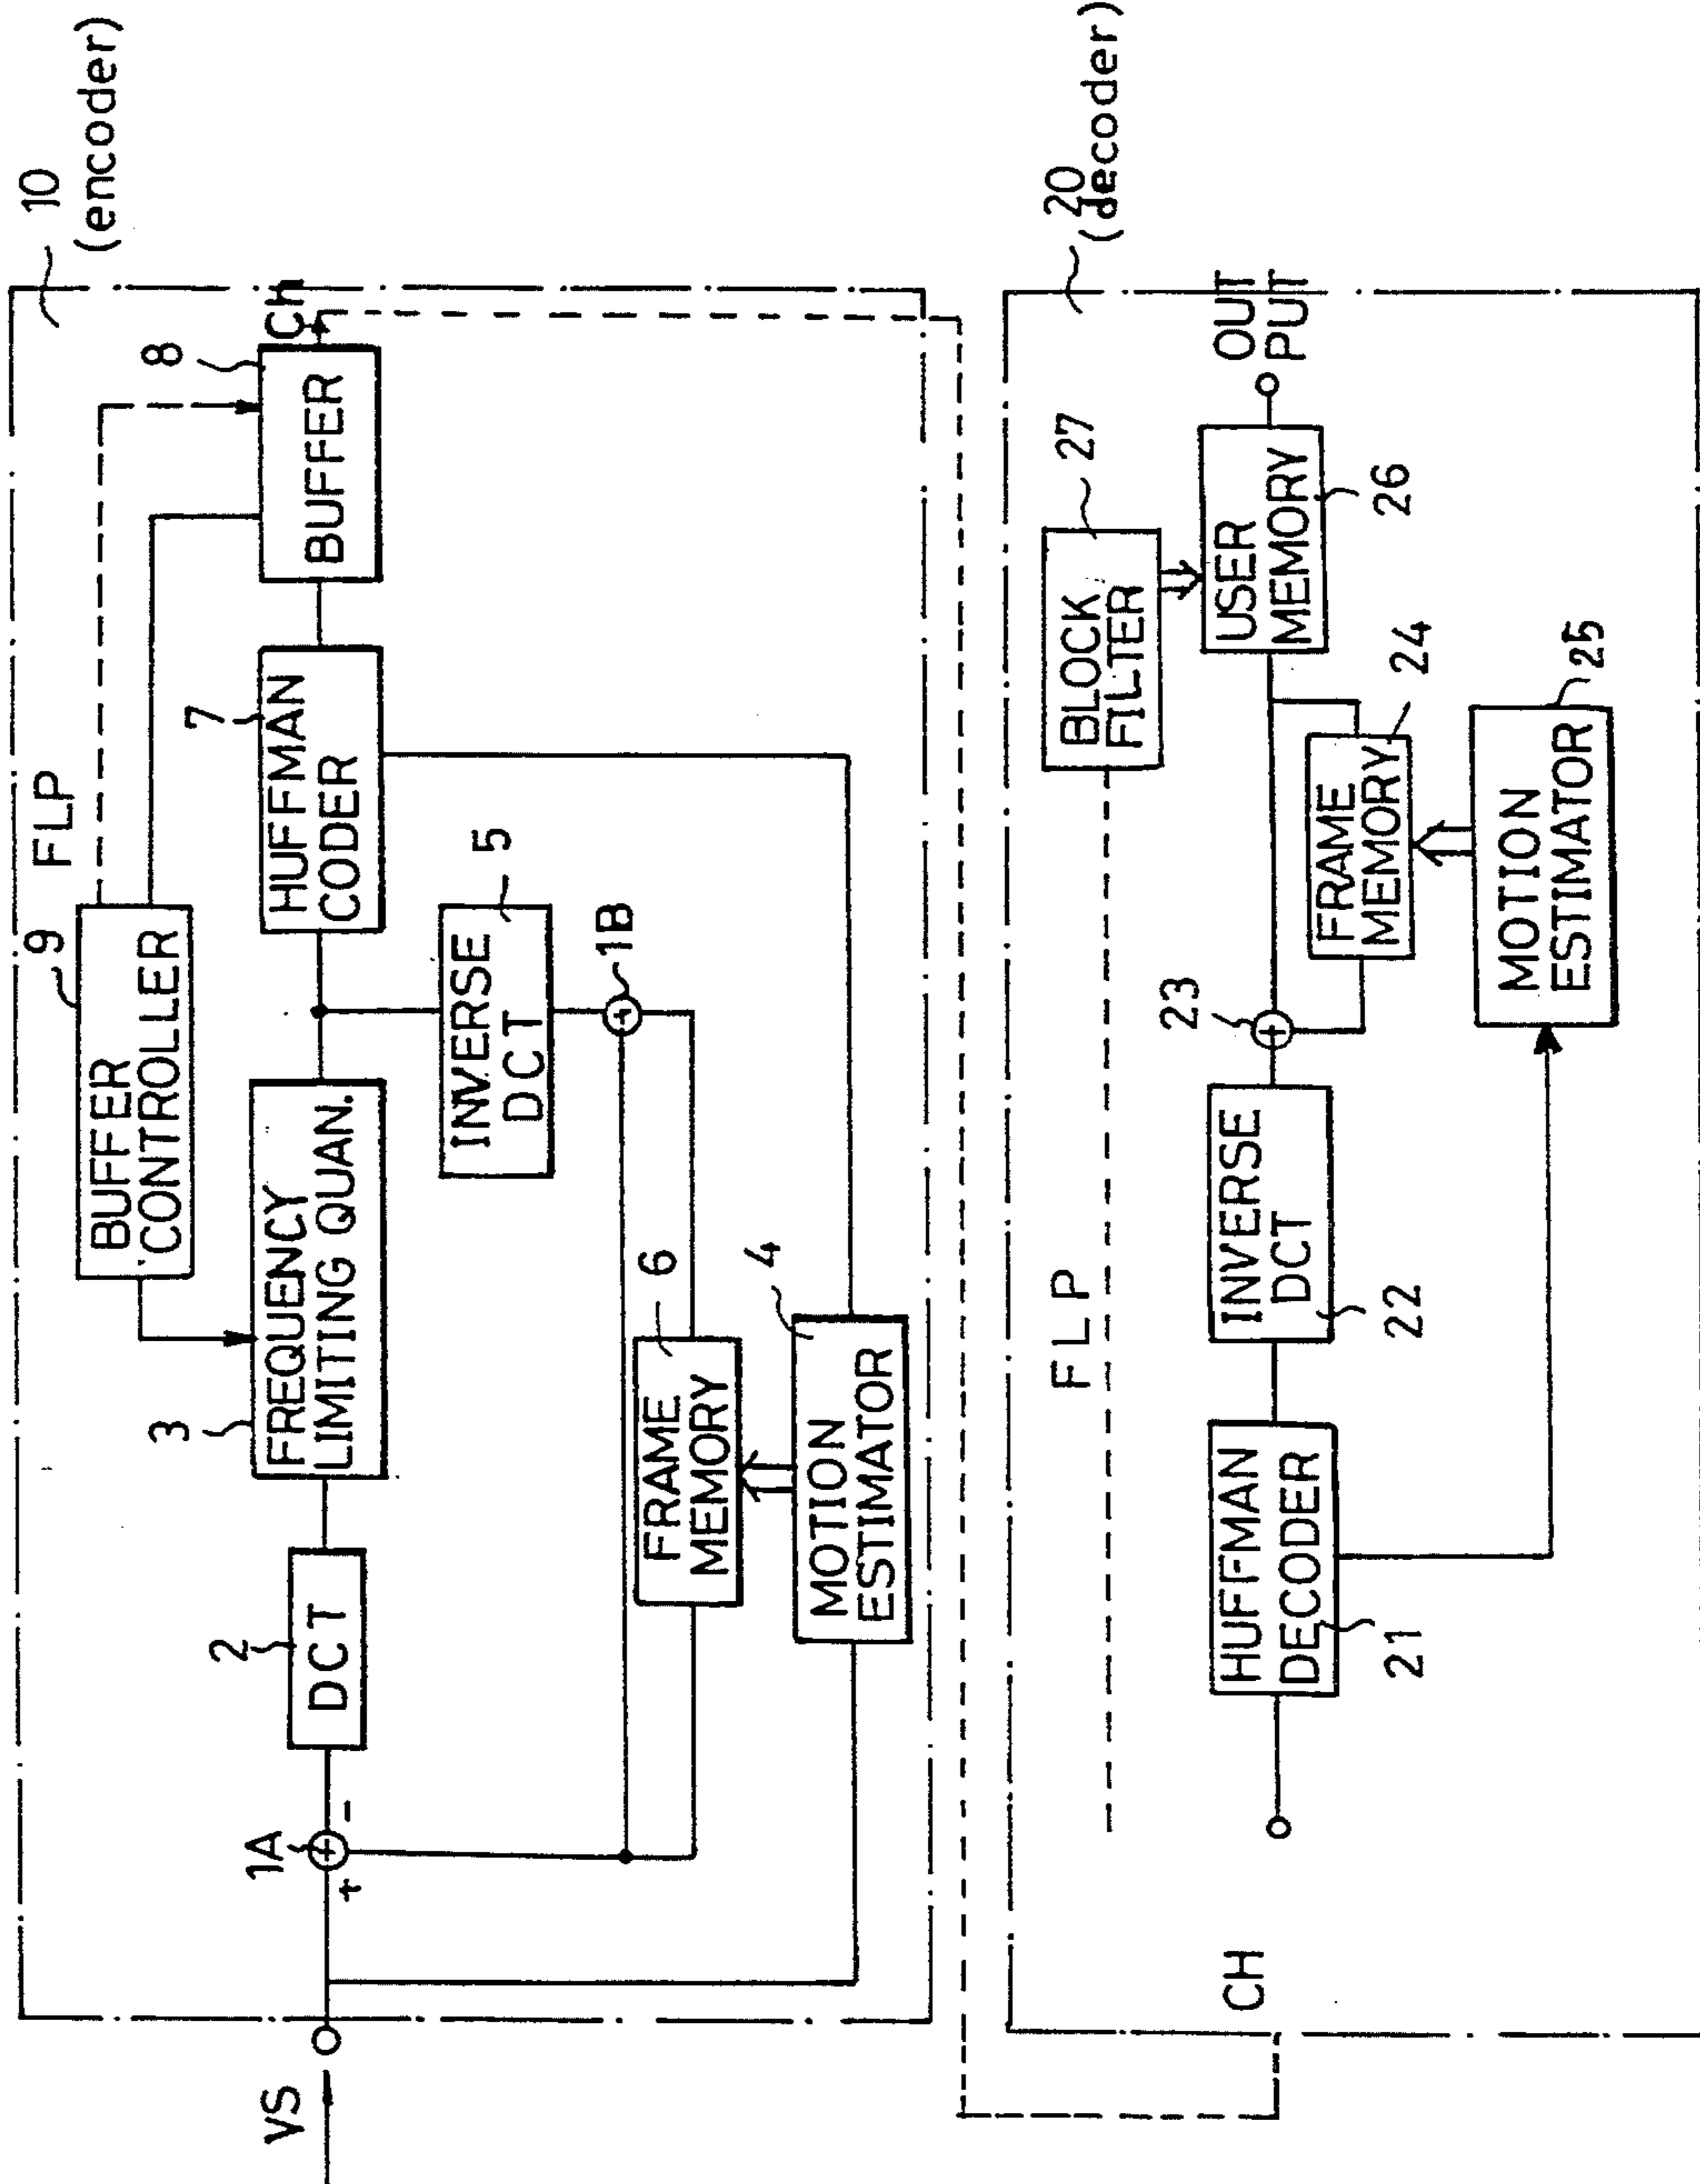 10
(encoder)
FLP
9
BUFFER
CONTROLLER
VS
1A
+
-
2
DCT
3
FREQUENCY
LIMITING QUAN.
7
HUFFMAN
CODER
8
BUFFER
Ch
5
INVERSE
DCT
1B
+
6
FRAME
MEMORY
4
MOTION
ESTIMATOR
20
(decoder)
FLP
BLOCK
FILTER
27
CH
HUFFMAN
DECODER
21
INVERSE
DCT
22
23
+
USER
MEMORY
26
OUT
PUT
FRAME
MEMORY
24
MOTION
ESTIMATOR
25